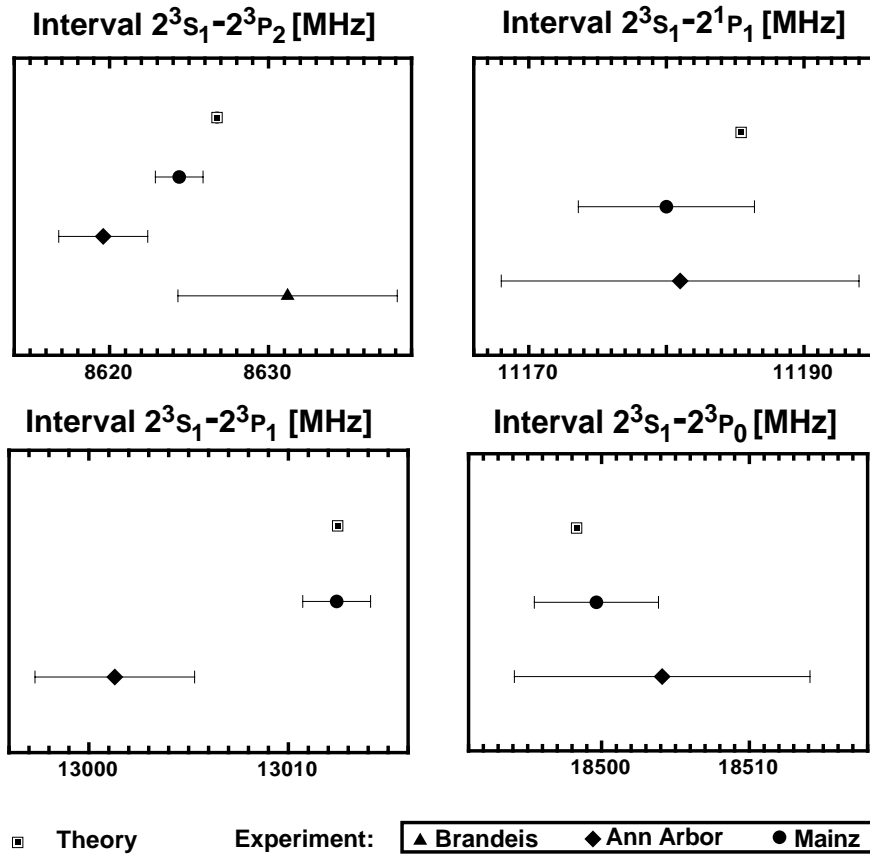 Interval 2³S₁-2³P₂ [MHz]
Interval 2³S₁-2¹P₁ [MHz]
8620 8630
11170 11190
Interval 2³S₁-2³P₁ [MHz]
Interval 2³S₁-2³P₀ [MHz]
13000 13010
18500 18510
Theory Experiment: Brandeis Ann Arbor Mainz